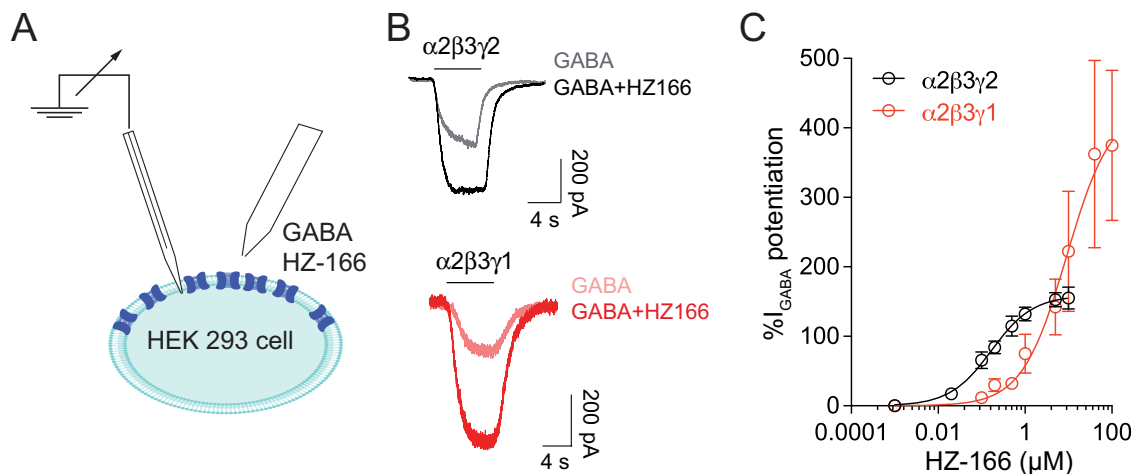 A
GABA
HZ-166
HEK 293 cell
B
α2β3γ2
GABA
GABA+HZ166
200 pA
4 s
α2β3γ1
GABA
GABA+HZ166
200 pA
4 s
C
%I_GABA potentiation
500
400
300
200
100
0
α2β3γ2
α2β3γ1
0.0001
0.01
1
100
HZ-166 (μM)